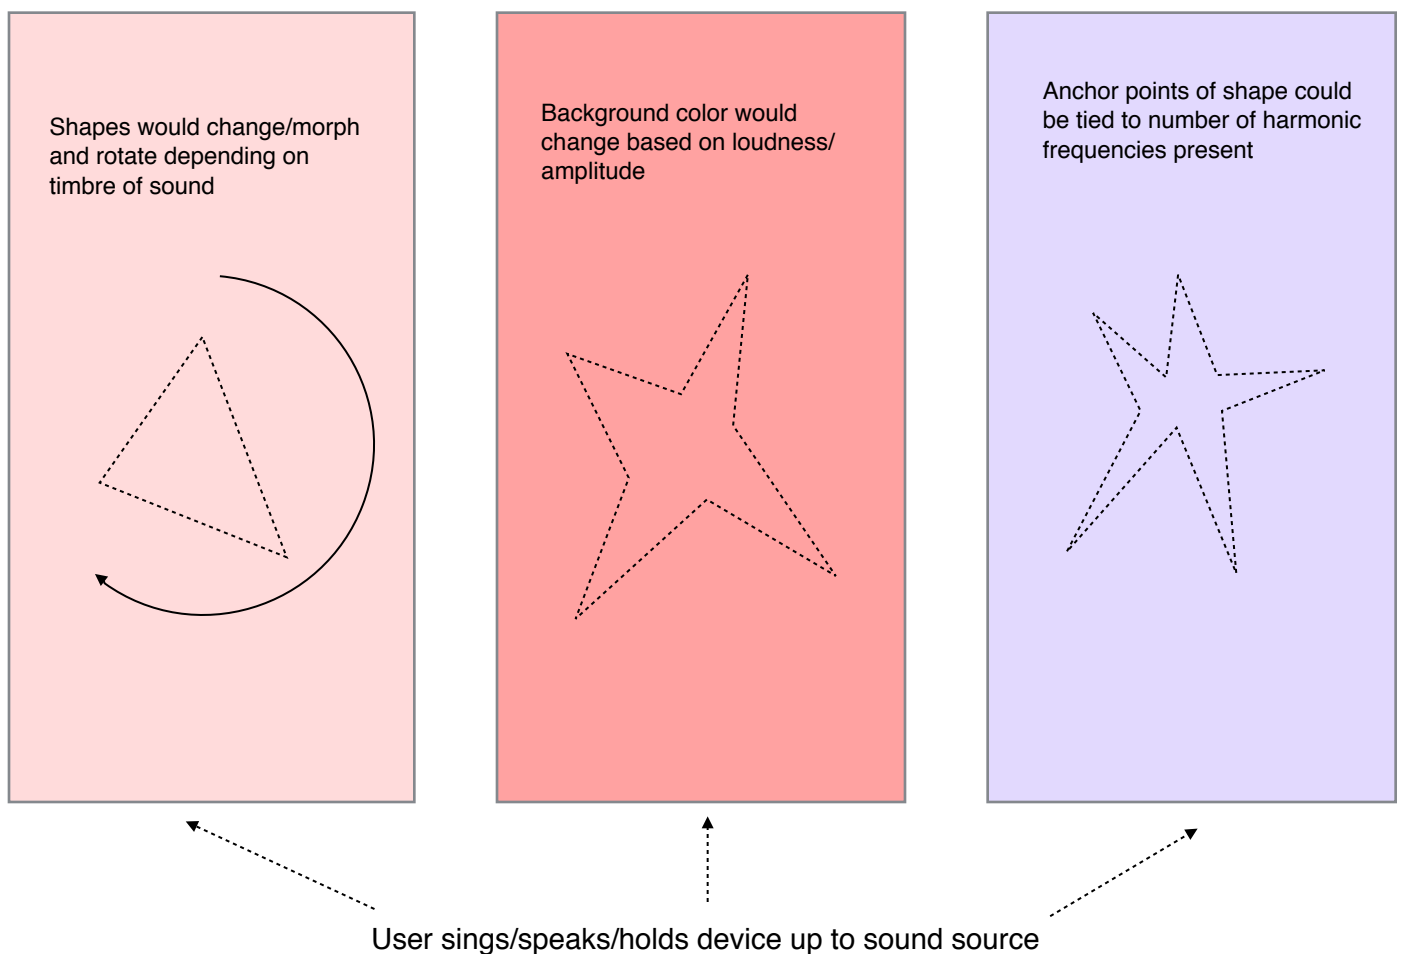 Shapes would change/morph
and rotate depending on
timbre of sound
Background color would
change based on loudness/
amplitude
Anchor points of shape could
be tied to number of harmonic
frequencies present
User sings/speaks/holds device up to sound source